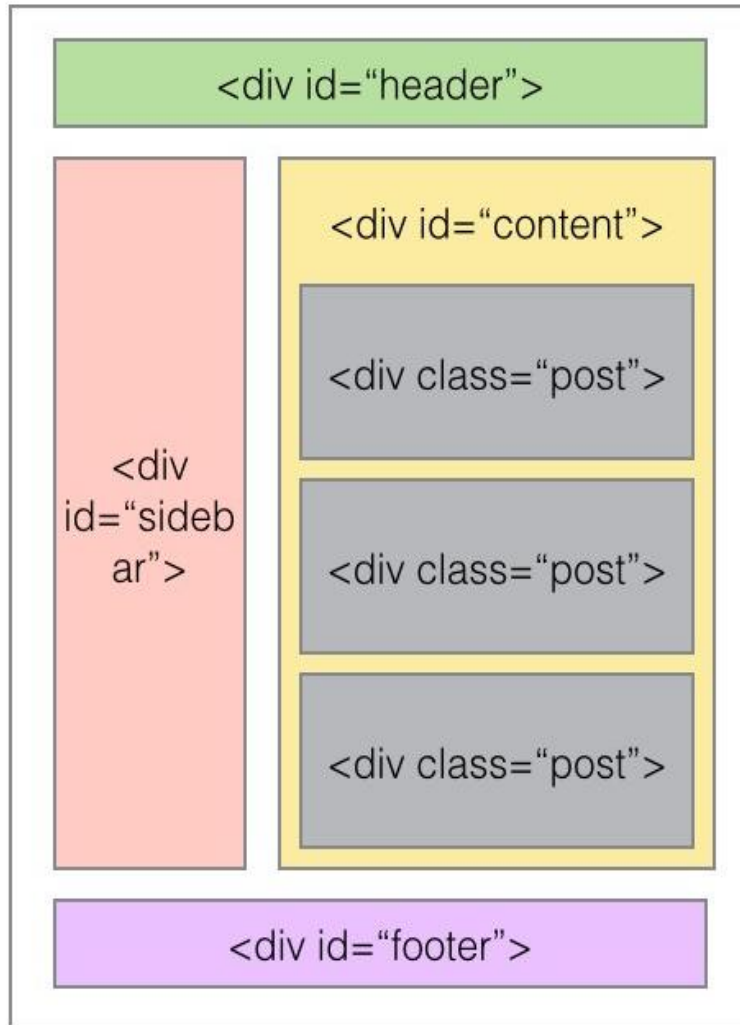 <div id=“header”>
<div
id=“sideb
ar”>
<div id=“content”>
<div class=“post”>
<div class=“post”>
<div class=“post”>
<div id=“footer”>